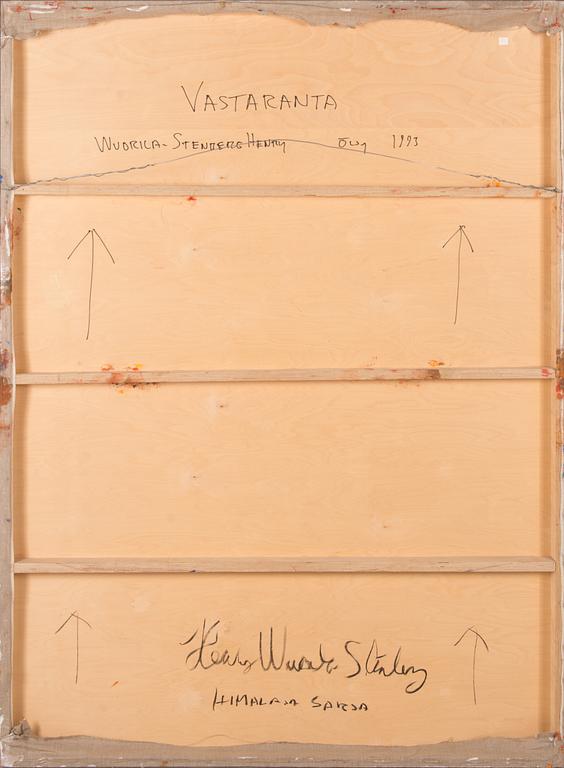 VASTARANTA
WUORILA-STENBERG HENRY ÖLJY 1993
Henry Wuorila-Stenberg
HIMALAJA SARJA